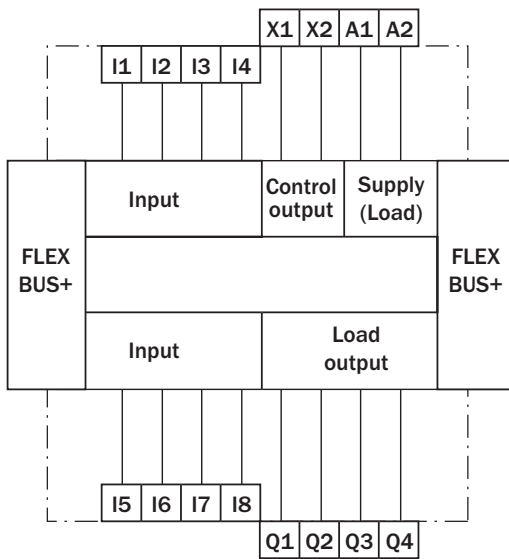 X1 X2 A1 A2
I1 I2 I3 I4
Input
Control
output
Supply
(Load)
FLEX
BUS+
FLEX
BUS+
Input
Load
output
I5 I6 I7 I8
Q1 Q2 Q3 Q4